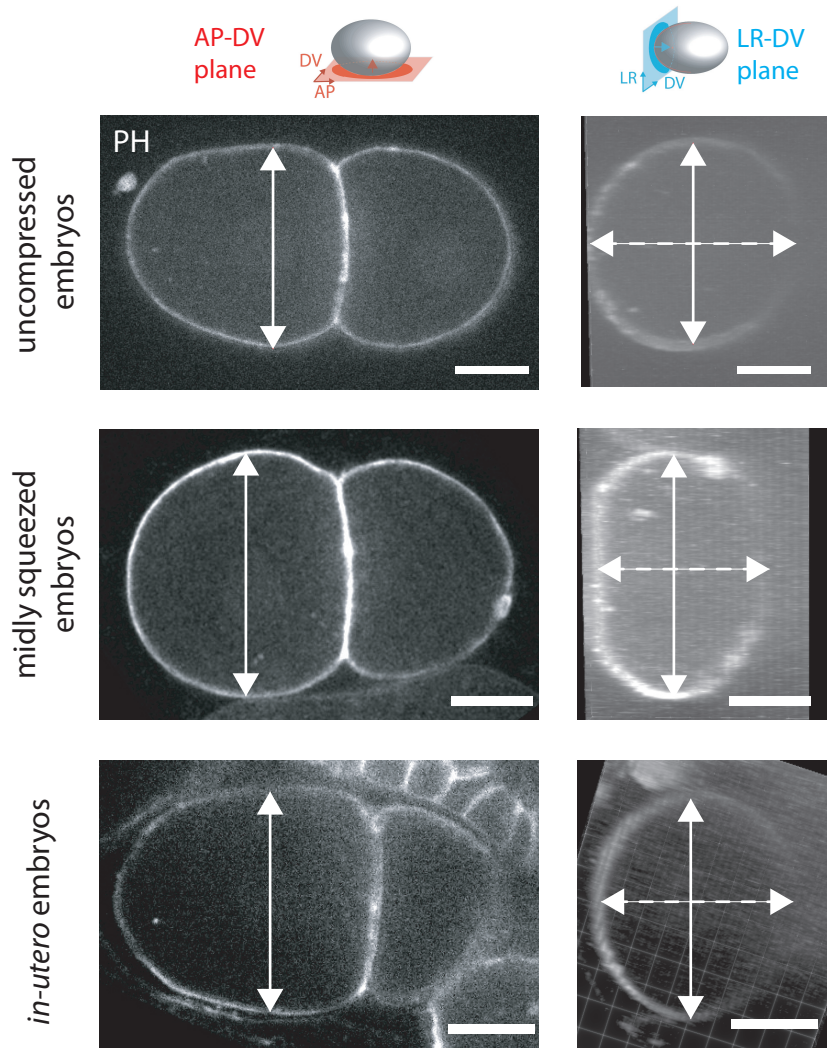 AP-DV
plane
DV
AP
LR-DV
plane
LR
DV
uncompressed
embryos
PH
midly squeezed
embryos
in-utero embryos